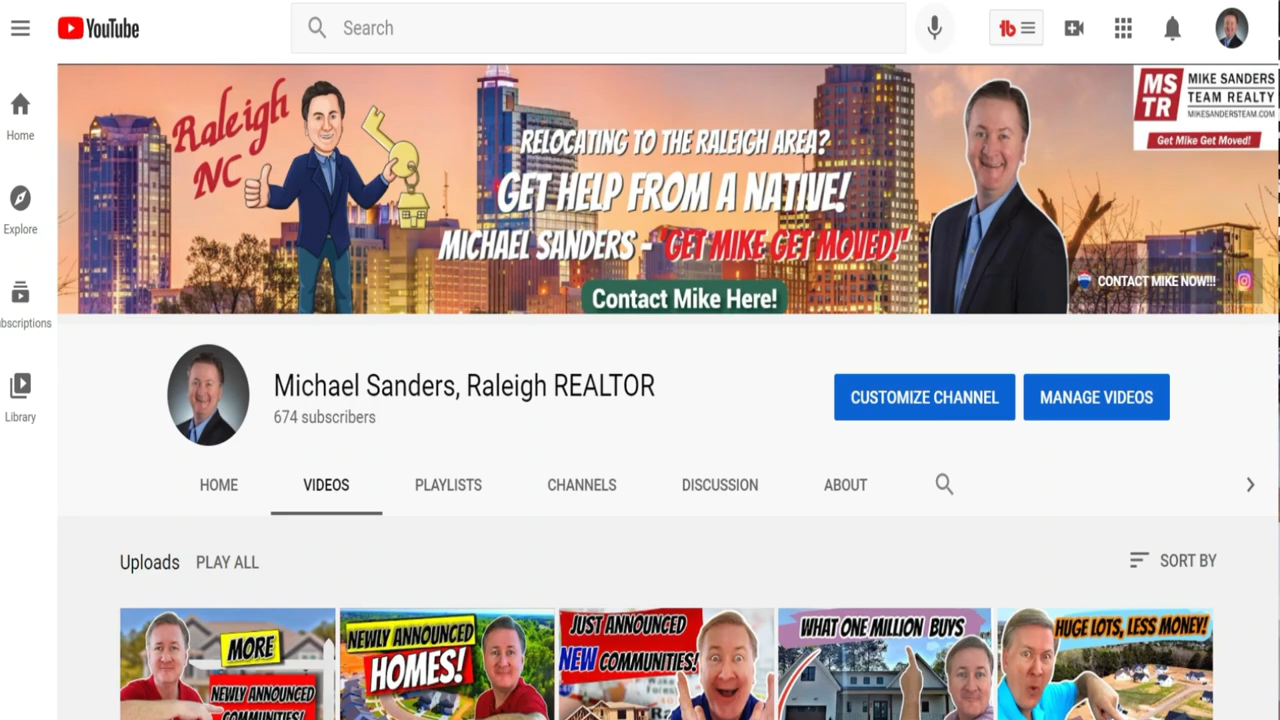 YouTube
Search
Home
Explore
bscriptions
Library
Raleigh
NC
RELOCATING TO THE RALEIGH AREA?
GET HELP FROM A NATIVE!
MICHAEL SANDERS - "GET MIKE GET MOVED!"
Contact Mike Here!
MS
TR
MIKE SANDERS
TEAM REALTY
MIKESANDERSTEAM.COM
Get Mike Get Moved!
CONTACT MIKE NOW!!!
Michael Sanders, Raleigh REALTOR
674 subscribers
CUSTOMIZE CHANNEL
MANAGE VIDEOS
HOME VIDEOS PLAYLISTS CHANNELS DISCUSSION ABOUT
Uploads PLAY ALL
SORT BY
MORE
NEWLY ANNOUNCED
COMMUNITIES!
NEWLY ANNOUNCED
HOMES!
JUST ANNOUNCED
NEW COMMUNITIES!
WHAT ONE MILLION BUYS
HUGE LOTS, LESS MONEY!